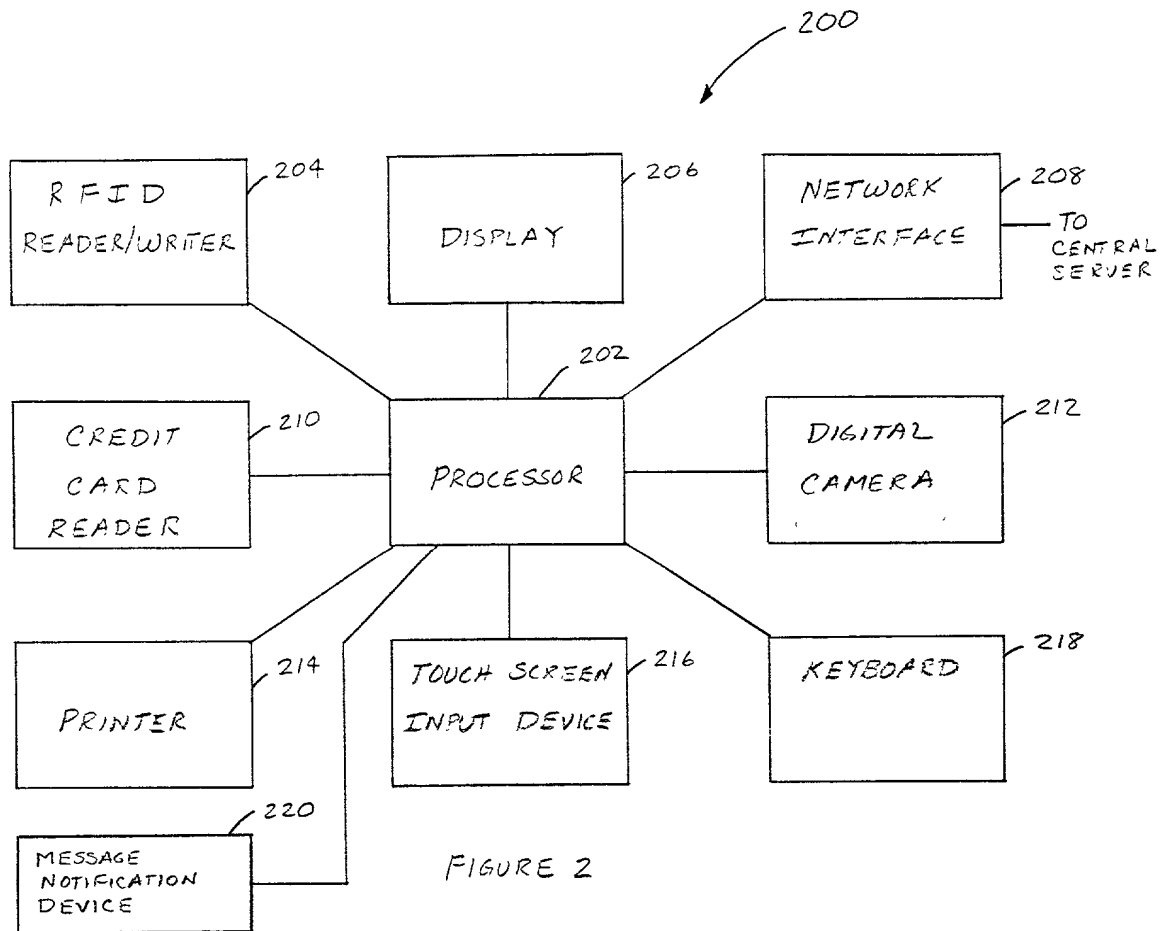 200
RFID
READER/WRITER
204
DISPLAY
206
NETWORK
INTERFACE
208
TO
CENTRAL
SERVER
CREDIT
CARD
READER
210
PROCESSOR
202
DIGITAL
CAMERA
212
PRINTER
214
TOUCH SCREEN
INPUT DEVICE
216
KEYBOARD
218
MESSAGE
NOTIFICATION
DEVICE
220
FIGURE 2